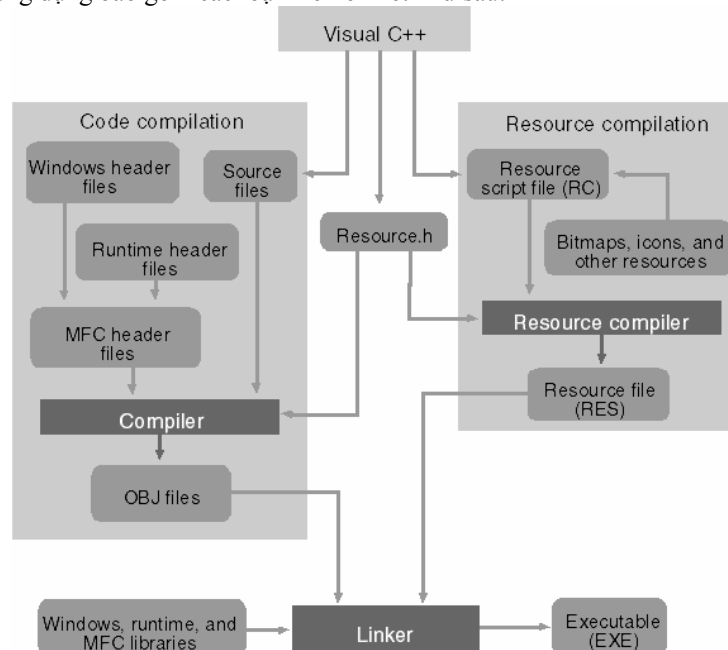 Visual C++
Code compilation
Windows header
files
Source
files
Runtime header
files
MFC header
files
Compiler
OBJ files
Resource.h
Resource compilation
Resource
script file (RC)
Bitmaps, icons, and
other resources
Resource compiler
Resource file
(RES)
Windows, runtime, and
MFC libraries
Linker
Executable
(EXE)